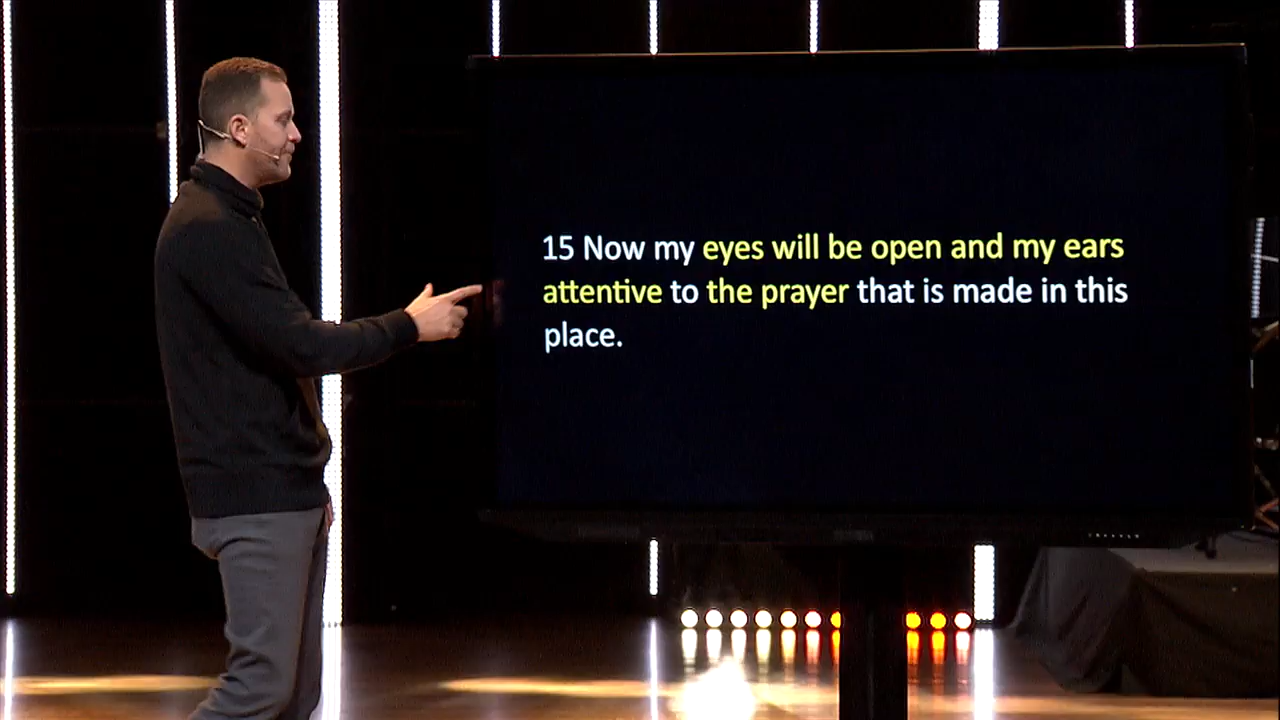 15 Now my eyes will be open and my ears
attentive to the prayer that is made in this
place.